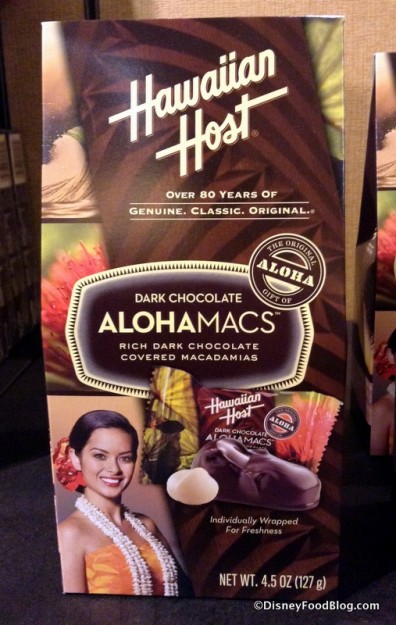 Hawaiian
Host®
OVER 80 YEARS OF
GENUINE. CLASSIC. ORIGINAL.®
THE ORIGINAL
ALOHA
GIFT OF
DARK CHOCOLATE
ALOHAMACS™
RICH DARK CHOCOLATE
COVERED MACADAMIAS
Hawaiian
Host
DARK CHOCOLATE
ALOHAMACS
ALOHA
Individually Wrapped
For Freshness
NET WT. 4.5 OZ (127 g)
©DisneyFoodBlog.com